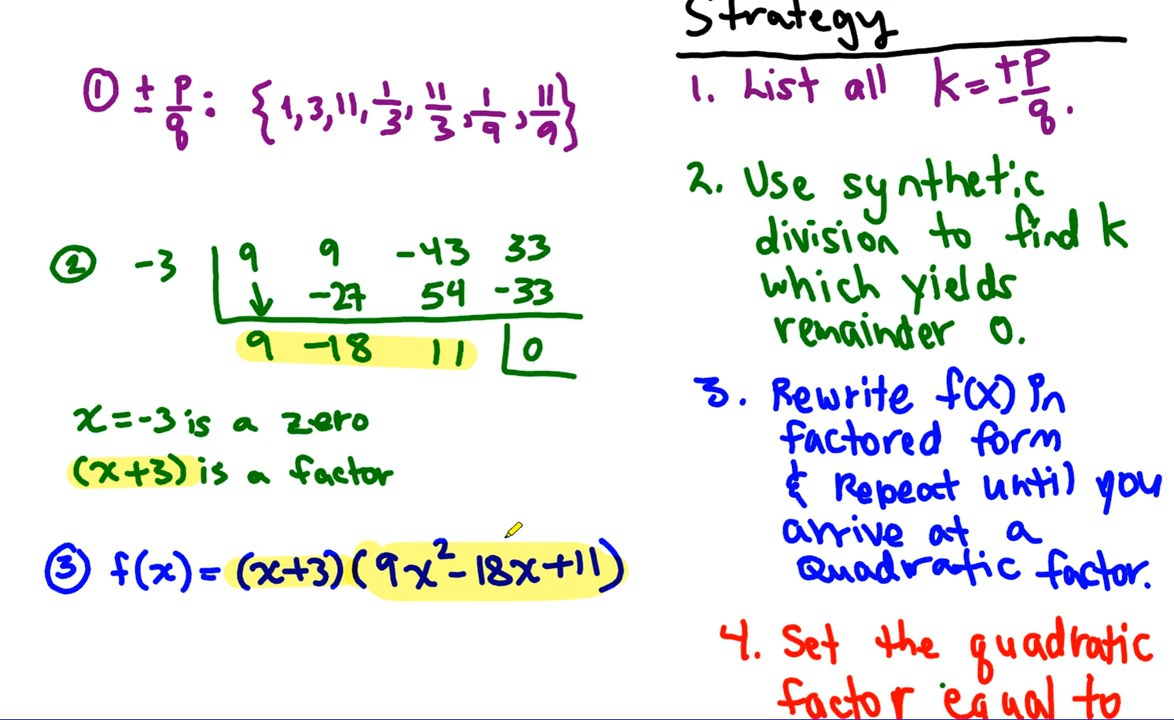 Strategy
① ± p/q : {1, 3, 11, 1/3, 11/3, 1/9, 11/9}
1. List all k = ± p/q.
2. Use synthetic
division to find k
which yields
remainder 0.
② -3 | 9 9 -43 33
↓ -27 54 -33
9 -18 11 | 0
x = -3 is a zero
(x+3) is a factor
3. Rewrite f(x) in
factored form
& Repeat until you
arrive at a
Quadratic factor.
③ f(x) = (x+3)(9x² - 18x + 11)
4. Set the quadratic
factor equal to